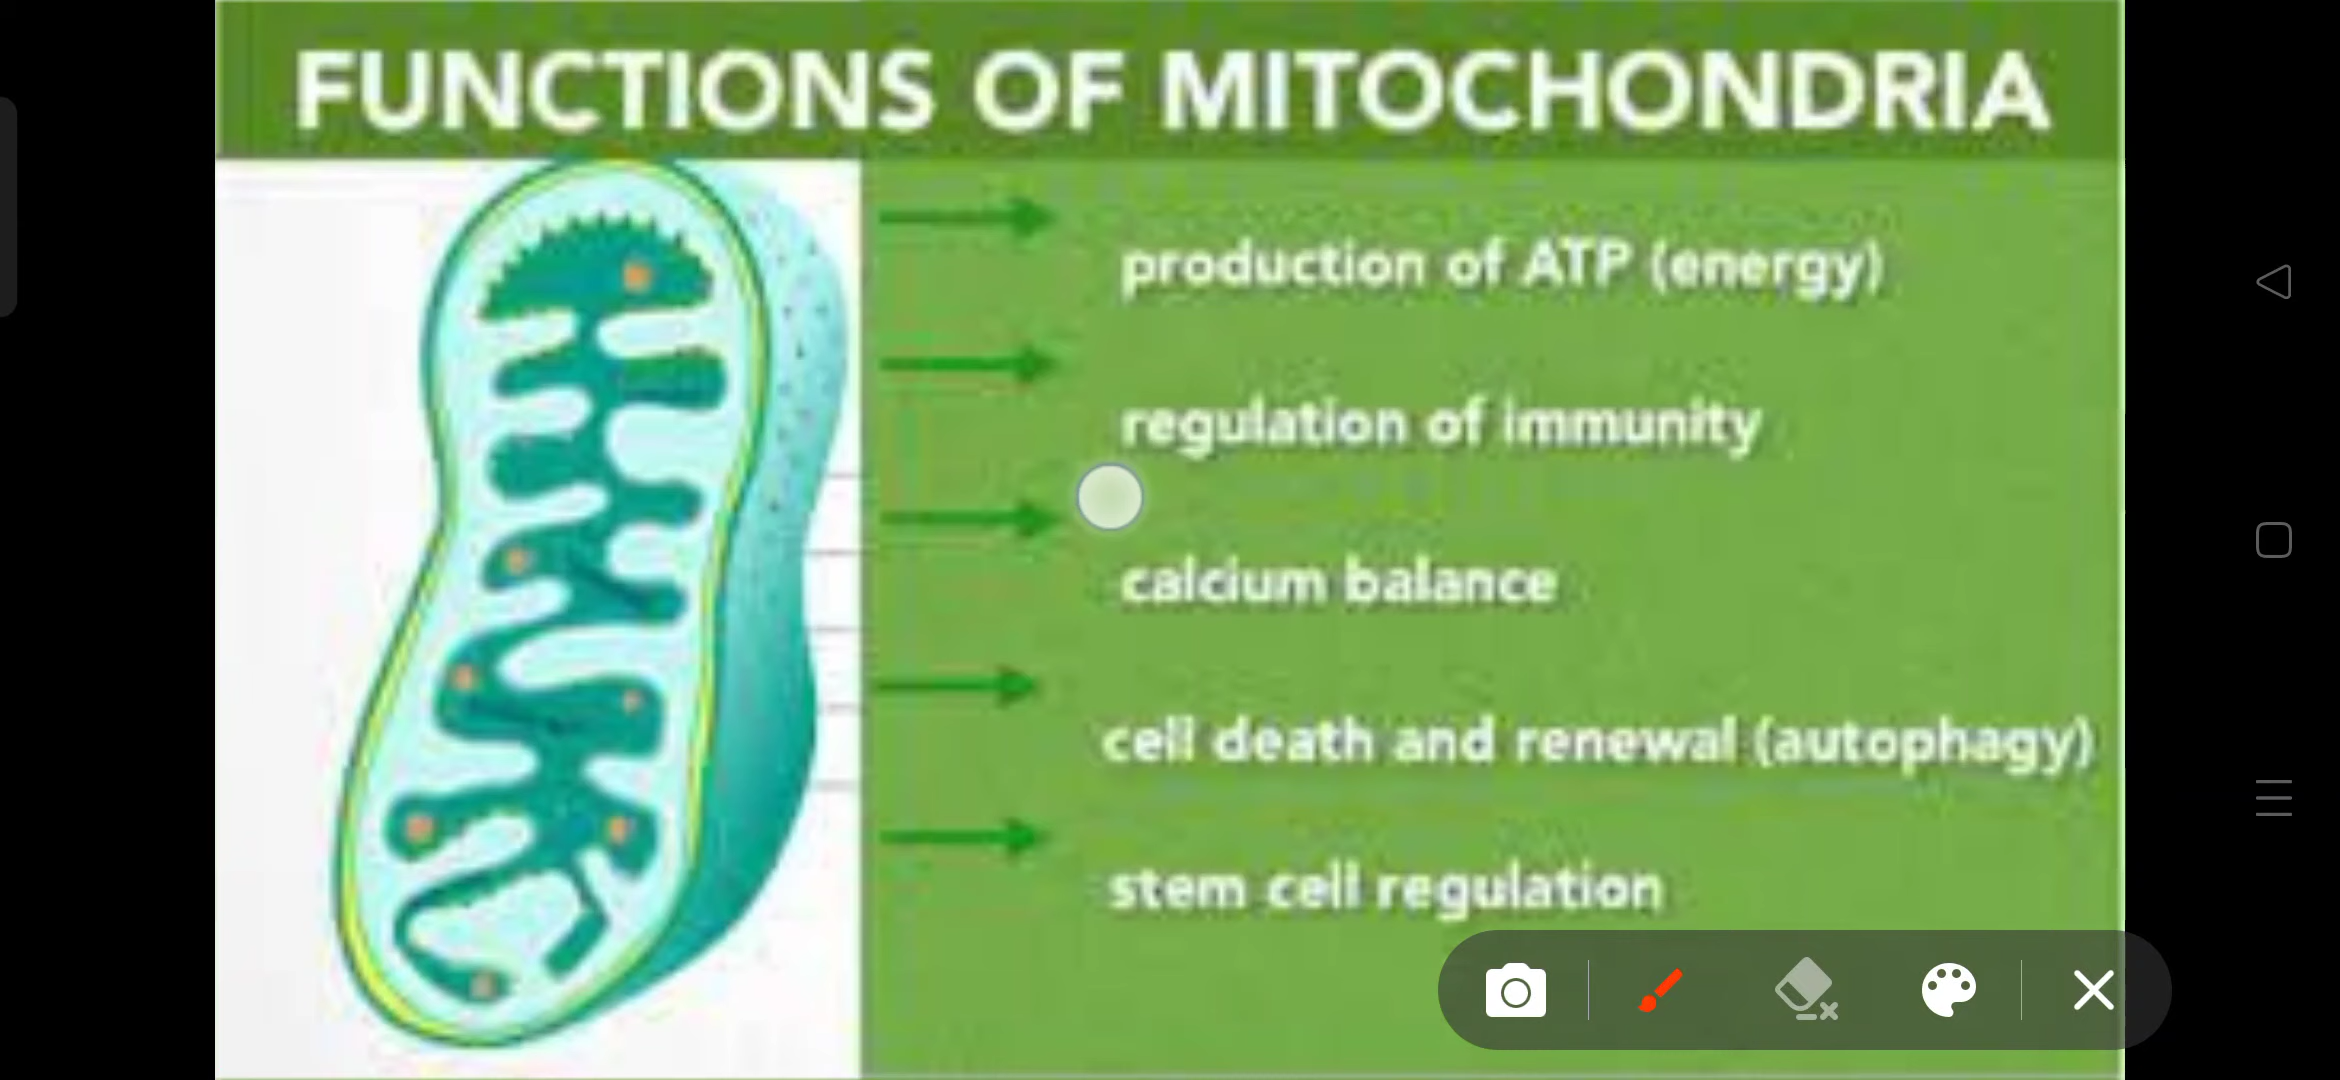 FUNCTIONS OF MITOCHONDRIA
production of ATP (energy)
regulation of immunity
calcium balance
cell death and renewal (autophagy)
stem cell regulation